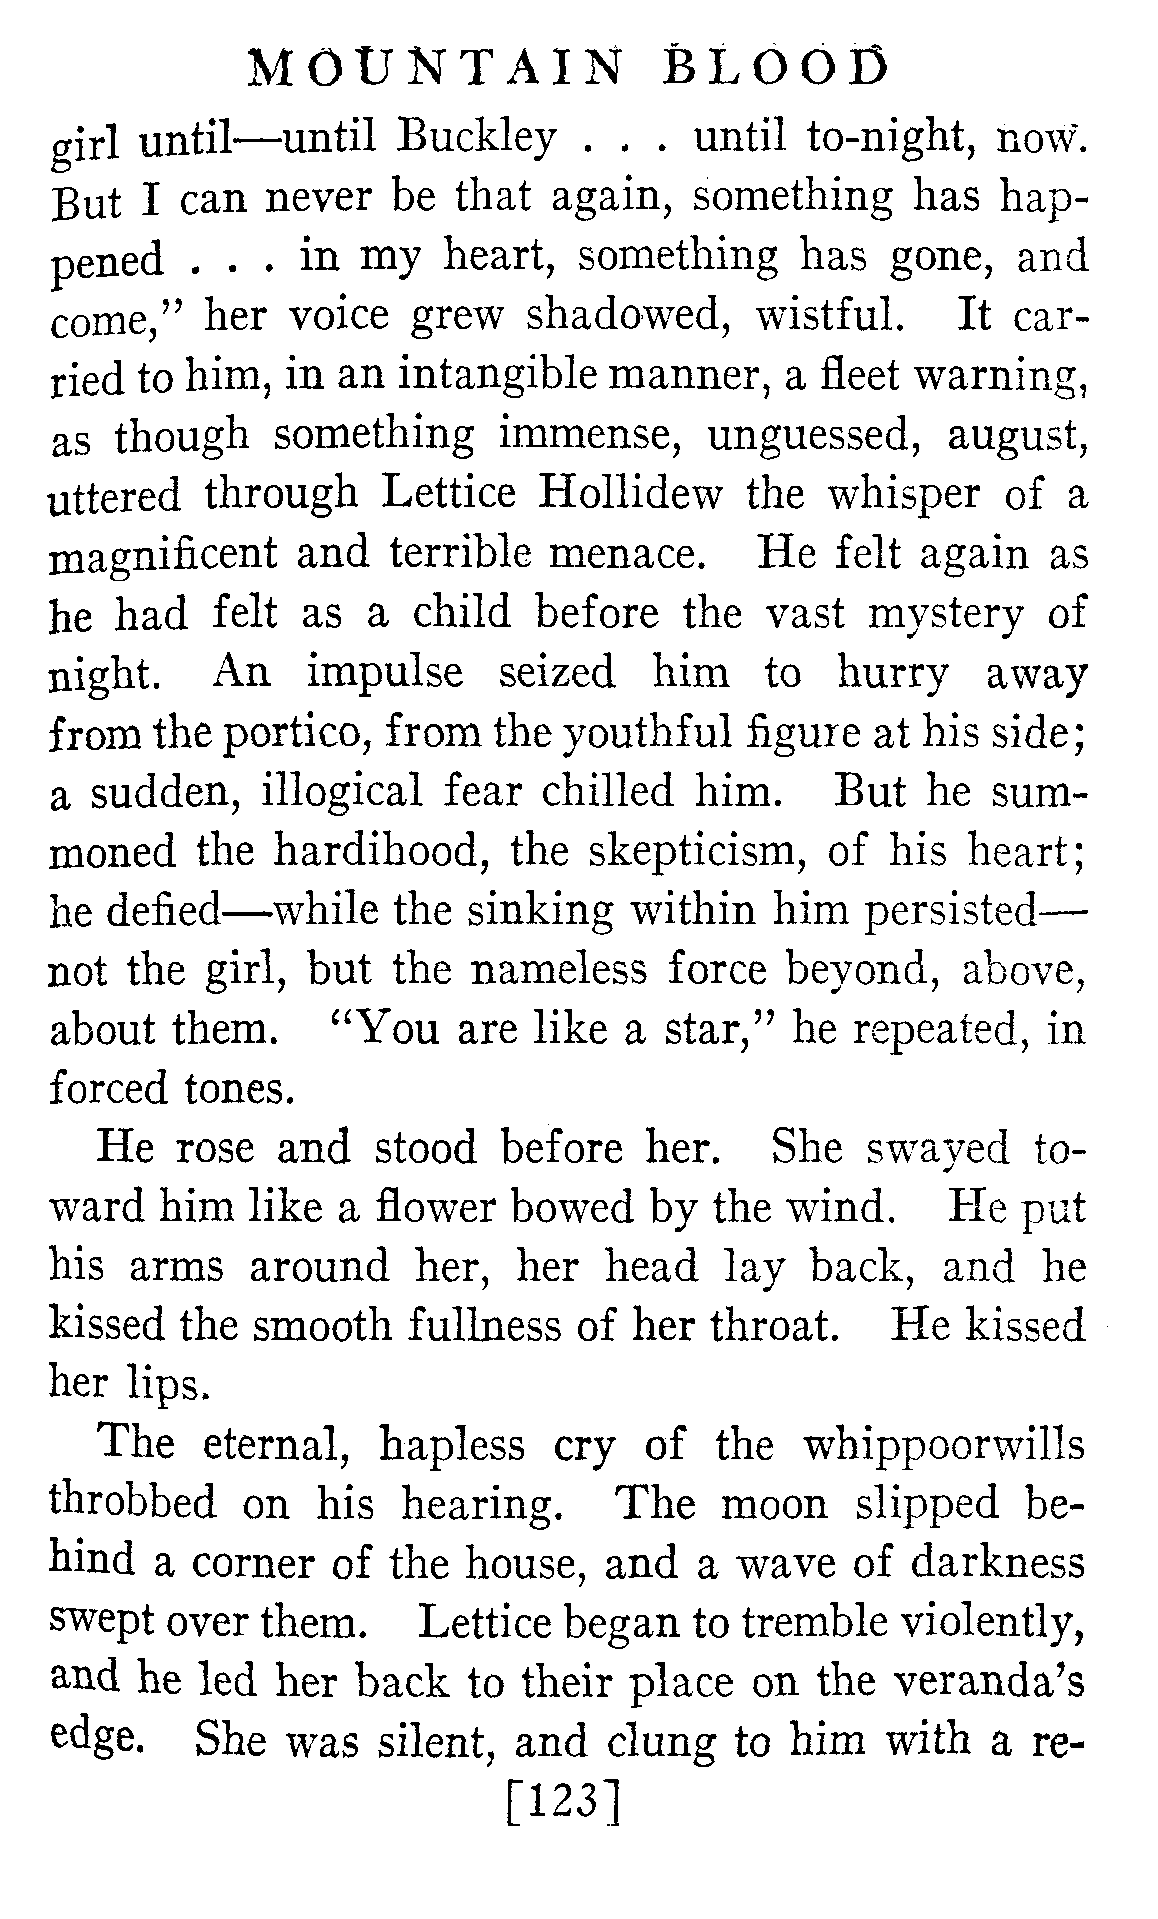 MOUNTAIN BLOOD
girl until—until Buckley . . . until to-night, now.
But I can never be that again, something has hap-
pened . . . in my heart, something has gone, and
come,” her voice grew shadowed, wistful. It car-
ried to him, in an intangible manner, a fleet warning,
as though something immense, unguessed, august,
uttered through Lettice Hollidew the whisper of a
magnificent and terrible menace. He felt again as
he had felt as a child before the vast mystery of
night. An impulse seized him to hurry away
from the portico, from the youthful figure at his side;
a sudden, illogical fear chilled him. But he sum-
moned the hardihood, the skepticism, of his heart;
he defied—while the sinking within him persisted—
not the girl, but the nameless force beyond, above,
about them. “You are like a star,” he repeated, in
forced tones.
He rose and stood before her. She swayed to-
ward him like a flower bowed by the wind. He put
his arms around her, her head lay back, and he
kissed the smooth fullness of her throat. He kissed
her lips.
The eternal, hapless cry of the whippoorwills
throbbed on his hearing. The moon slipped be-
hind a corner of the house, and a wave of darkness
swept over them. Lettice began to tremble violently,
and he led her back to their place on the veranda’s
edge. She was silent, and clung to him with a re-
[123]